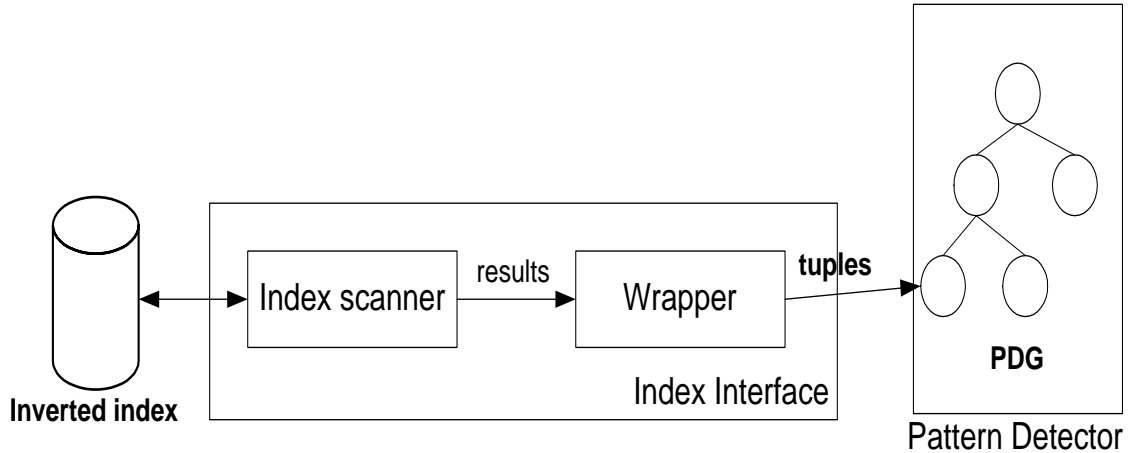 Inverted index
Index scanner
results
Wrapper
tuples
Index Interface
PDG
Pattern Detector